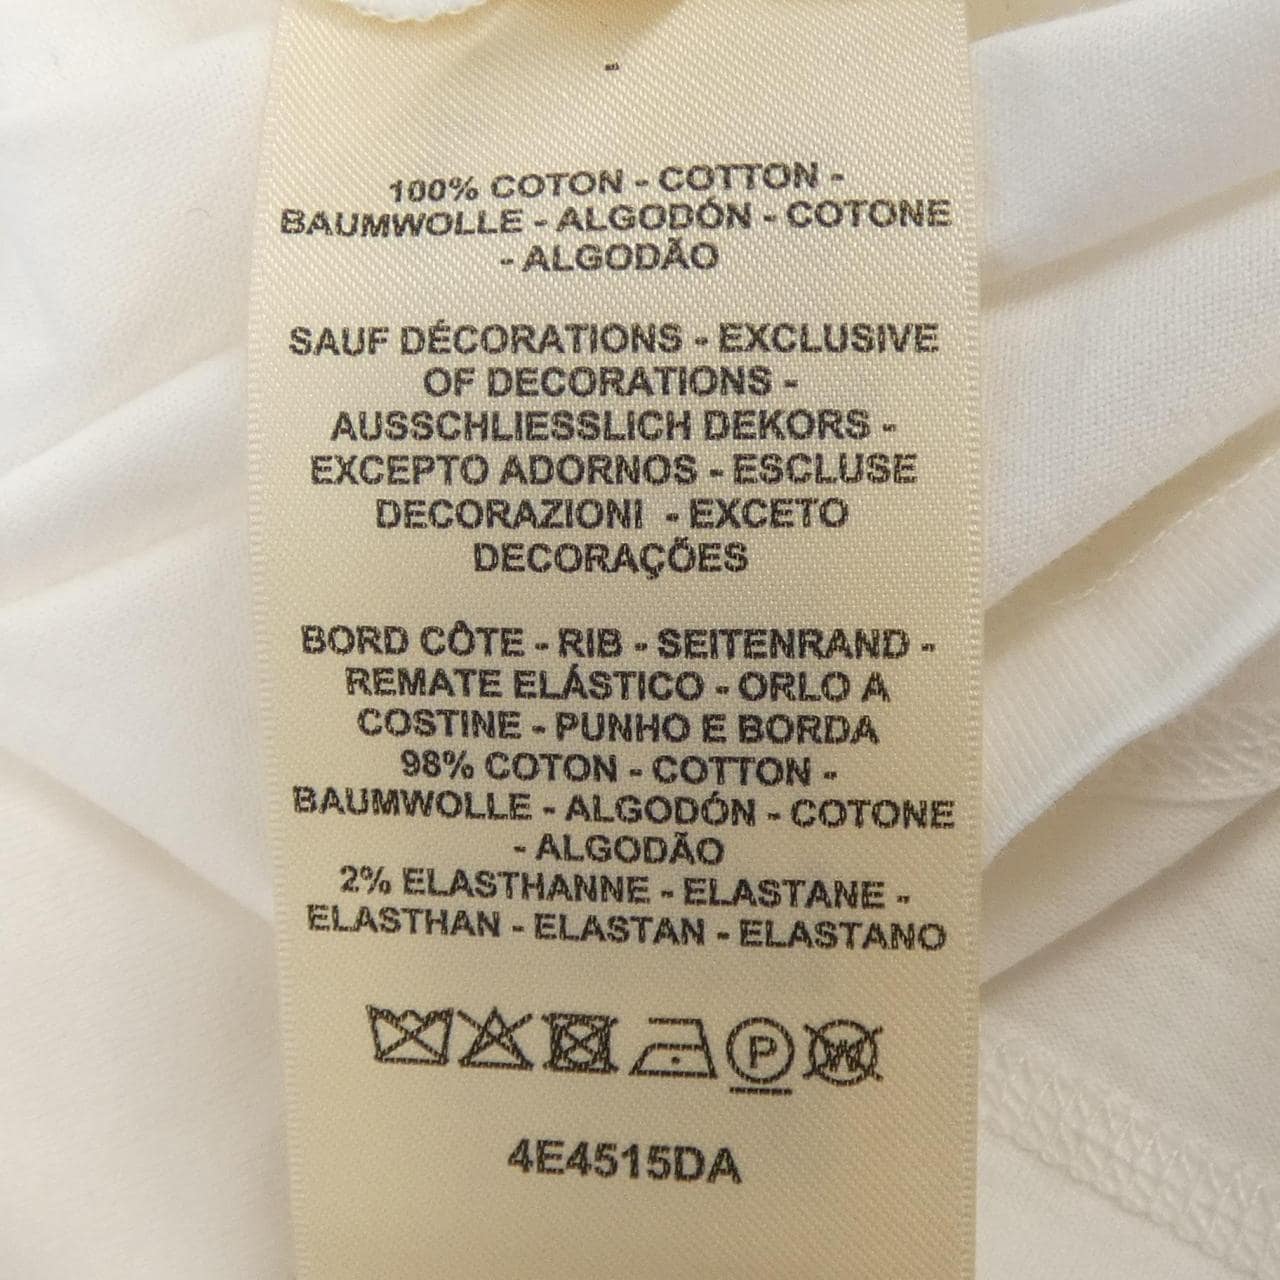 100% COTON - COTTON -
BAUMWOLLE - ALGODÓN - COTONE
- ALGODÃO
SAUF DÉCORATIONS - EXCLUSIVE
OF DECORATIONS -
AUSSCHLIESSLICH DEKORS -
EXCEPTO ADORNOS - ESCLUSE
DECORAZIONI - EXCETO
DECORAÇÕES
BORD CÔTE - RIB - SEITENRAND -
REMATE ELÁSTICO - ORLO A
COSTINE - PUNHO E BORDA
98% COTON - COTTON -
BAUMWOLLE - ALGODÓN - COTONE
- ALGODÃO
2% ELASTHANNE - ELASTANE -
ELASTHAN - ELASTAN - ELASTANO
P W
4E4515DA